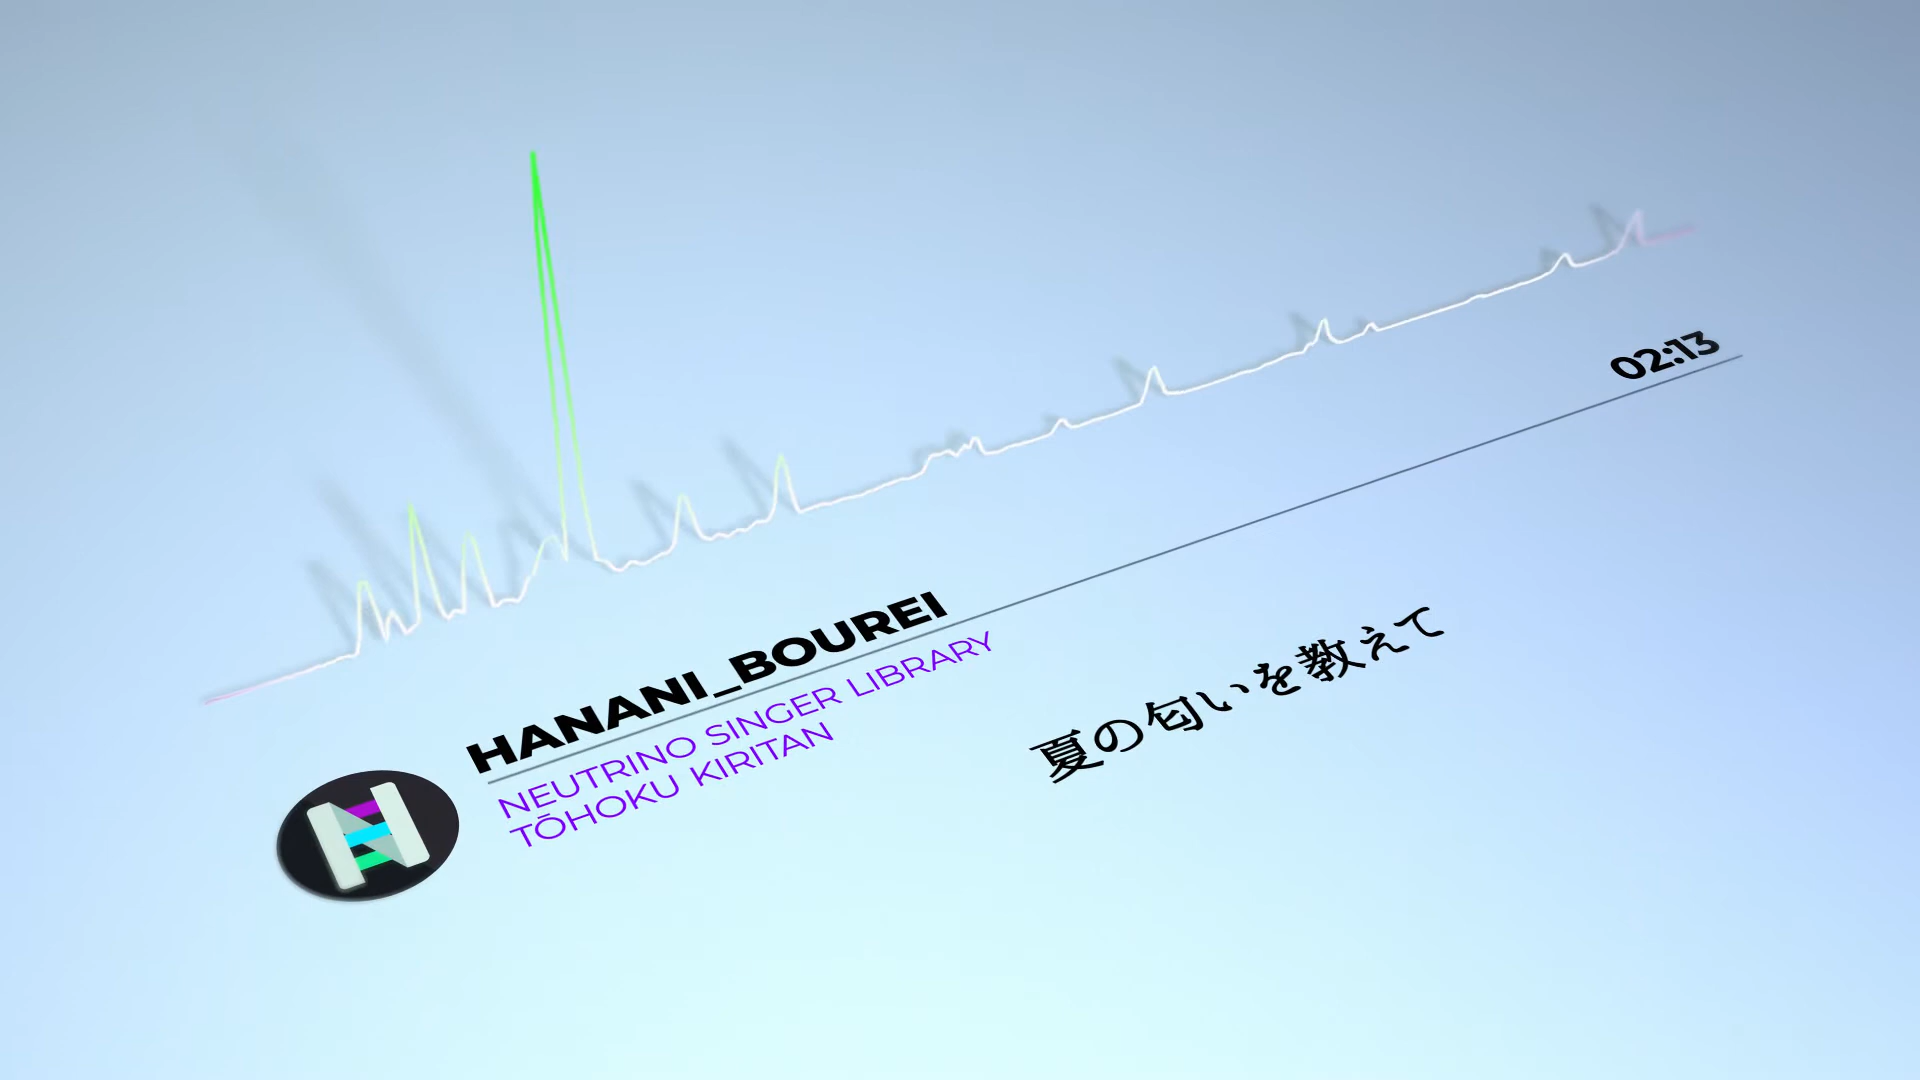 02:13
HANANI_BOUREI
NEUTRINO SINGER LIBRARY
TŌHOKU KIRITAN
夏の匂いを教えて